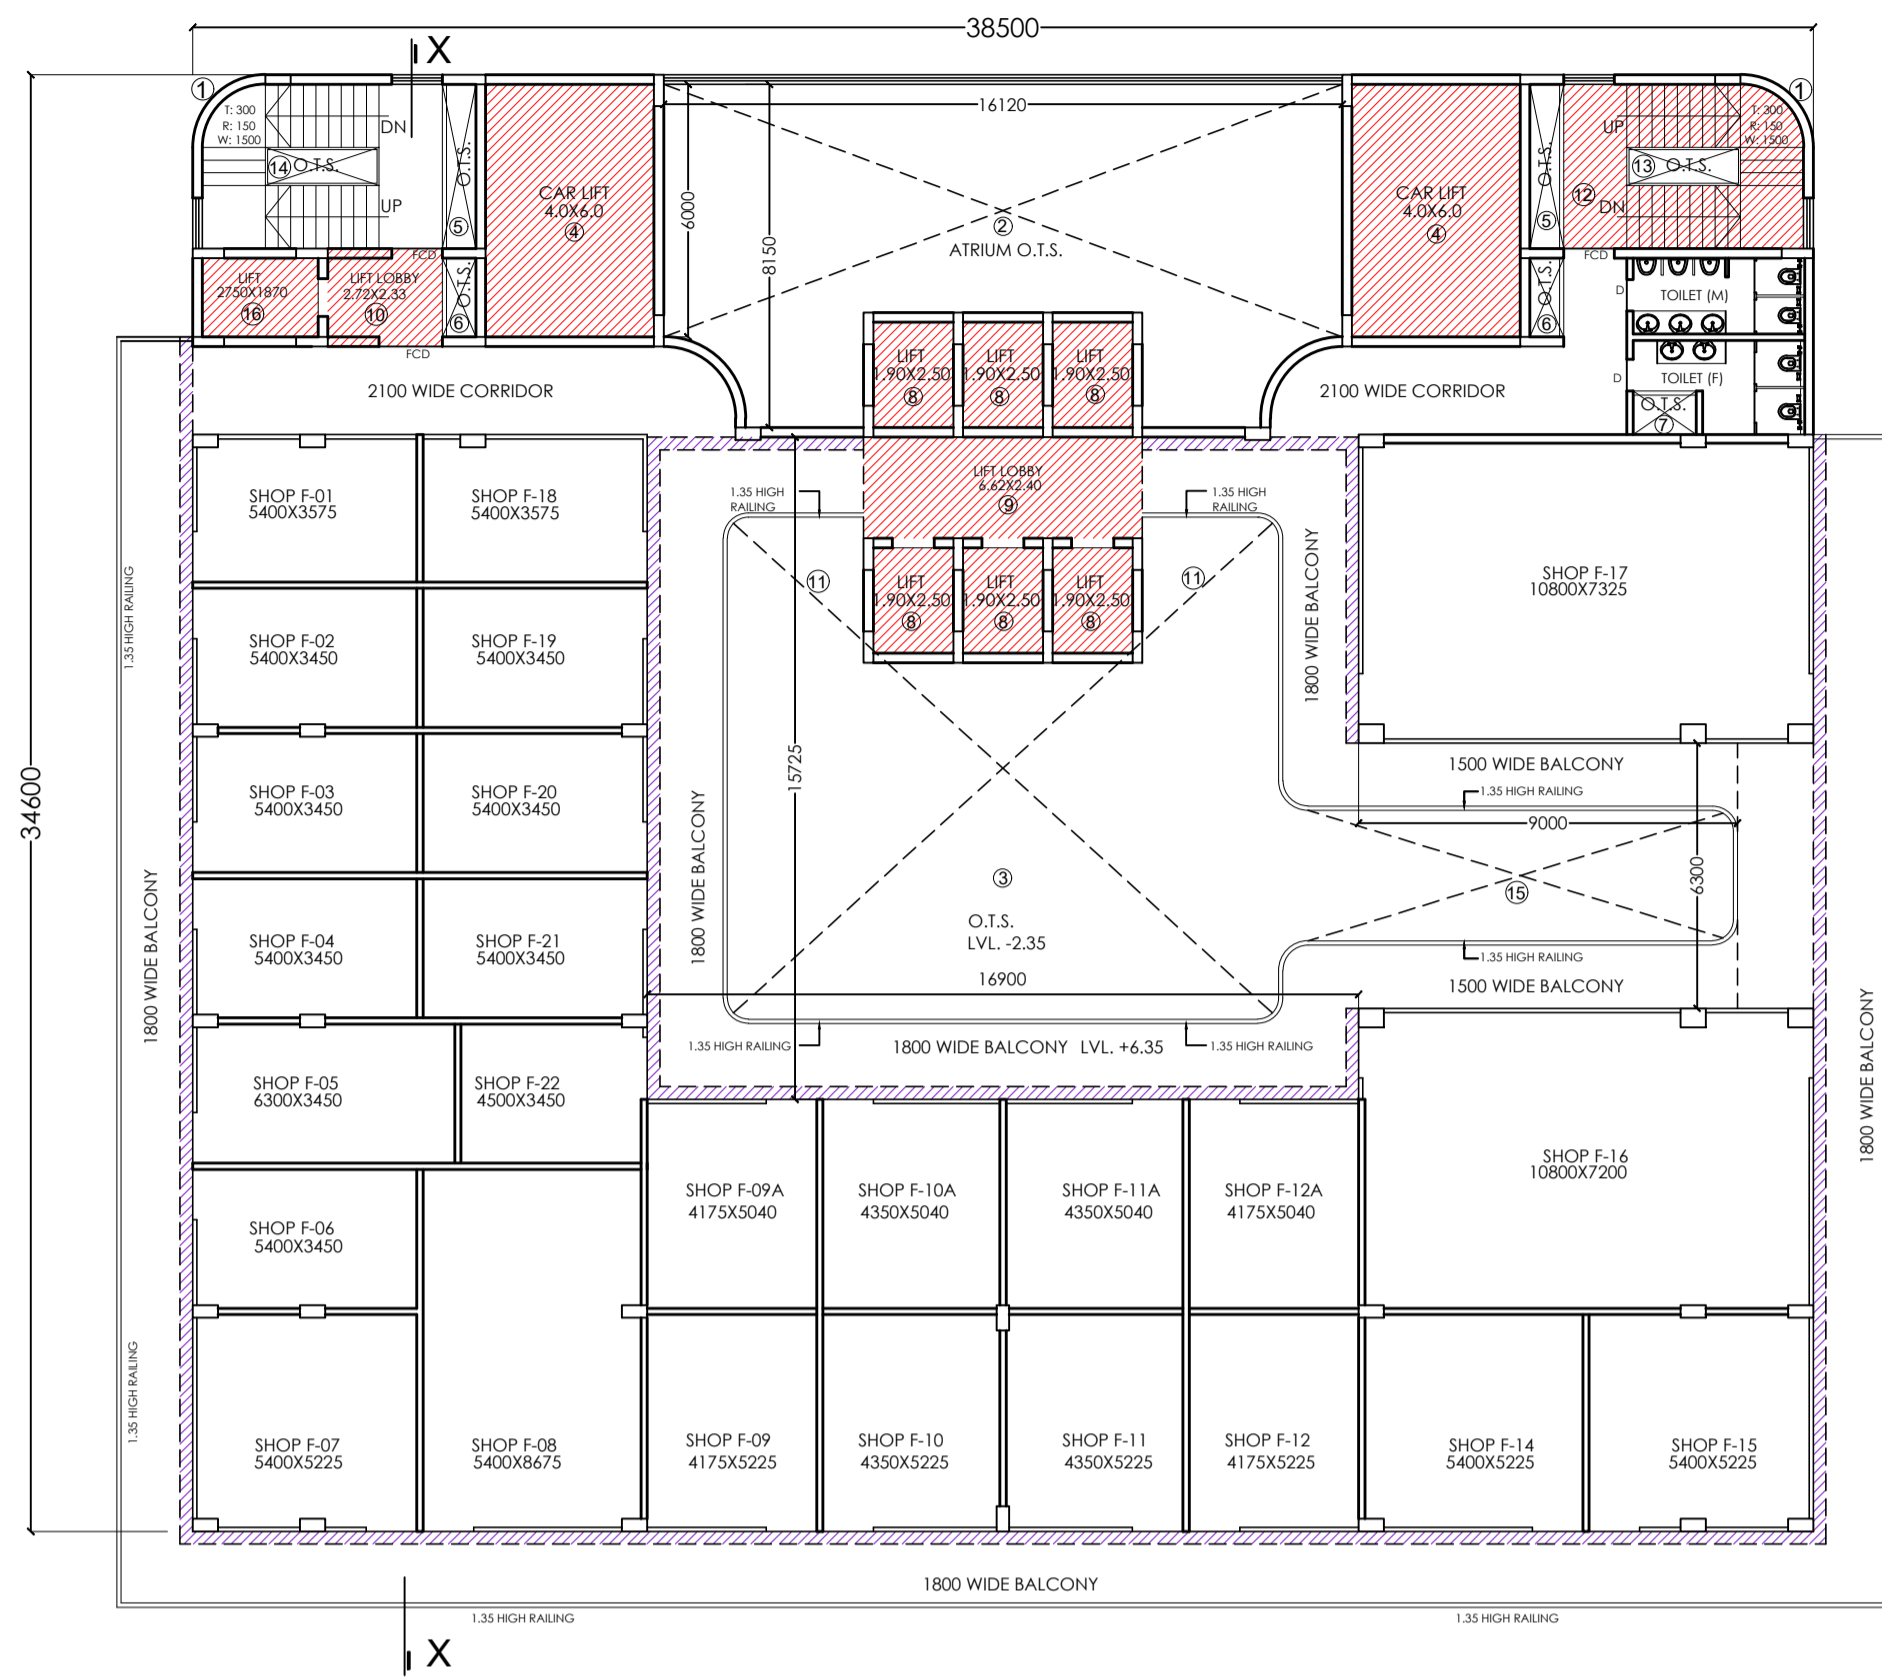 38500
X
1
1
T: 300
R: 150
W: 1500
DN
14
O.T.S.
UP
O.T.S.
5
CAR LIFT
4.0X6.0
4
6000
8150
16120
2
ATRIUM O.T.S.
CAR LIFT
4.0X6.0
4
O.T.S.
5
T: 300
R: 150
W: 1500
UP
13
O.T.S.
12
DN
FCD
LIFT
2750X1870
16
LIFT LOBBY
2.72X2.33
10
O.T.S.
6
FCD
FCD
O.T.S.
6
D
TOILET (M)
D
TOILET (F)
O.T.S.
7
2100 WIDE CORRIDOR
LIFT
1.90X2.50
8
LIFT
1.90X2.50
8
LIFT
1.90X2.50
8
2100 WIDE CORRIDOR
SHOP F-01
5400X3575
SHOP F-18
5400X3575
1.35 HIGH
RAILING
LIFT LOBBY
6.62X2.40
9
1.35 HIGH
RAILING
11
11
LIFT
1.90X2.50
8
LIFT
1.90X2.50
8
LIFT
1.90X2.50
8
1800 WIDE BALCONY
SHOP F-17
10800X7325
1.35 HIGH RAILING
SHOP F-02
5400X3450
SHOP F-19
5400X3450
34600
15725
SHOP F-03
5400X3450
SHOP F-20
5400X3450
1500 WIDE BALCONY
1.35 HIGH RAILING
9000
6300
15
1800 WIDE BALCONY
1800 WIDE BALCONY
3
O.T.S.
LVL. -2.35
16900
SHOP F-04
5400X3450
SHOP F-21
5400X3450
1.35 HIGH RAILING
1500 WIDE BALCONY
1.35 HIGH RAILING
1800 WIDE BALCONY LVL. +6.35
1.35 HIGH RAILING
1800 WIDE BALCONY
SHOP F-05
6300X3450
SHOP F-22
4500X3450
SHOP F-16
10800X7200
SHOP F-09A
4175X5040
SHOP F-10A
4350X5040
SHOP F-11A
4350X5040
SHOP F-12A
4175X5040
SHOP F-06
5400X3450
1.35 HIGH RAILING
SHOP F-07
5400X5225
SHOP F-08
5400X8675
SHOP F-09
4175X5225
SHOP F-10
4350X5225
SHOP F-11
4350X5225
SHOP F-12
4175X5225
SHOP F-14
5400X5225
SHOP F-15
5400X5225
1800 WIDE BALCONY
1.35 HIGH RAILING
1.35 HIGH RAILING
X